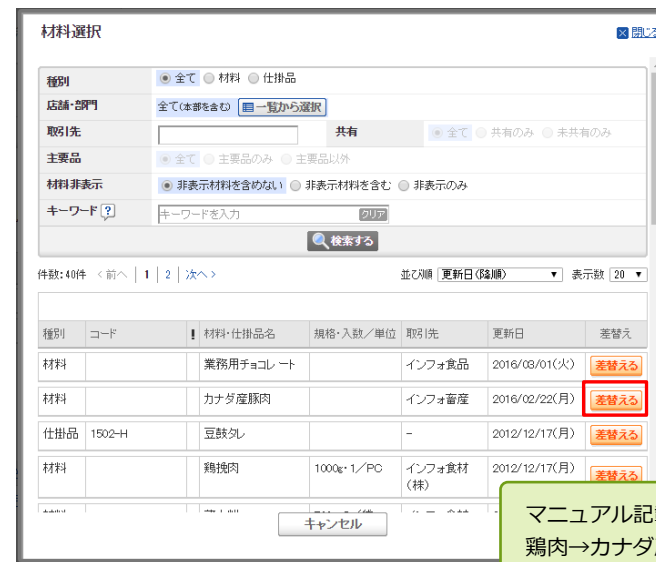 材料選択
閉じる
種別 全て 材料 仕掛品
店舗・部門 全て(本部を含む) 一覧から選択
取引先 共有 全て 共有のみ 未共有のみ
主要品 全て 主要品のみ 主要品以外
材料非表示 非表示材料を含めない 非表示材料を含む 非表示のみ
キーワード ? キーワードを入力 クリア
検索する
件数:40件 <前へ | 1 | 2 | 次へ> 並び順 更新日(降順) ▼ 表示数 20 ▼
種別 コード ! 材料・仕掛品名 規格・入数/単位 取引先 更新日 差替え
材料 業務用チョコレート インフォ食品 2016/03/01(火) 差替える
材料 カナダ産豚肉 インフォ畜産 2016/02/22(月) 差替える
仕掛品 1502-H 豆鼓タレ - 2012/12/17(月) 差替える
材料 鶏挽肉 1000g・1/PC インフォ食材(株) 2012/12/17(月) 差替える
キャンセル
マニュアル記
鶏肉→カナダ